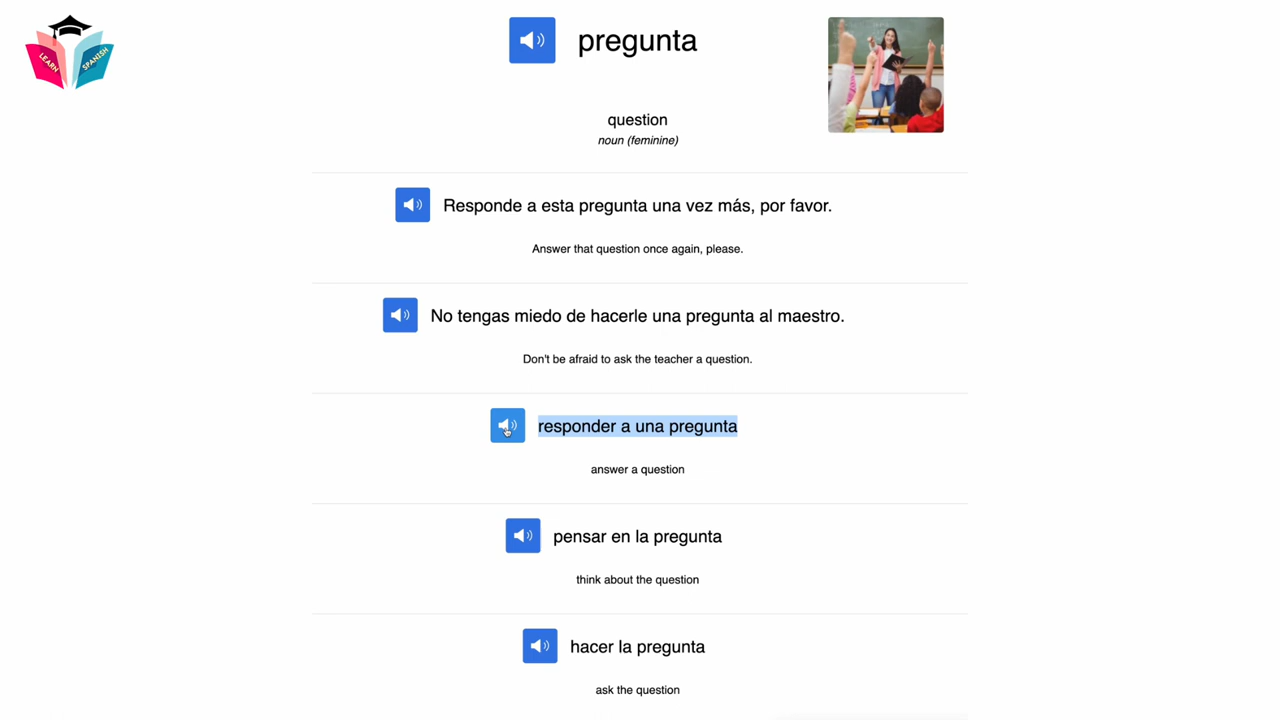 LEARN
SPANISH
pregunta
question
noun (feminine)
Responde a esta pregunta una vez más, por favor.
Answer that question once again, please.
No tengas miedo de hacerle una pregunta al maestro.
Don't be afraid to ask the teacher a question.
responder a una pregunta
answer a question
pensar en la pregunta
think about the question
hacer la pregunta
ask the question